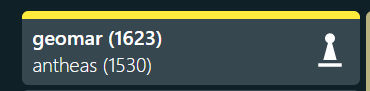 geomar (1623)
antheas (1530)